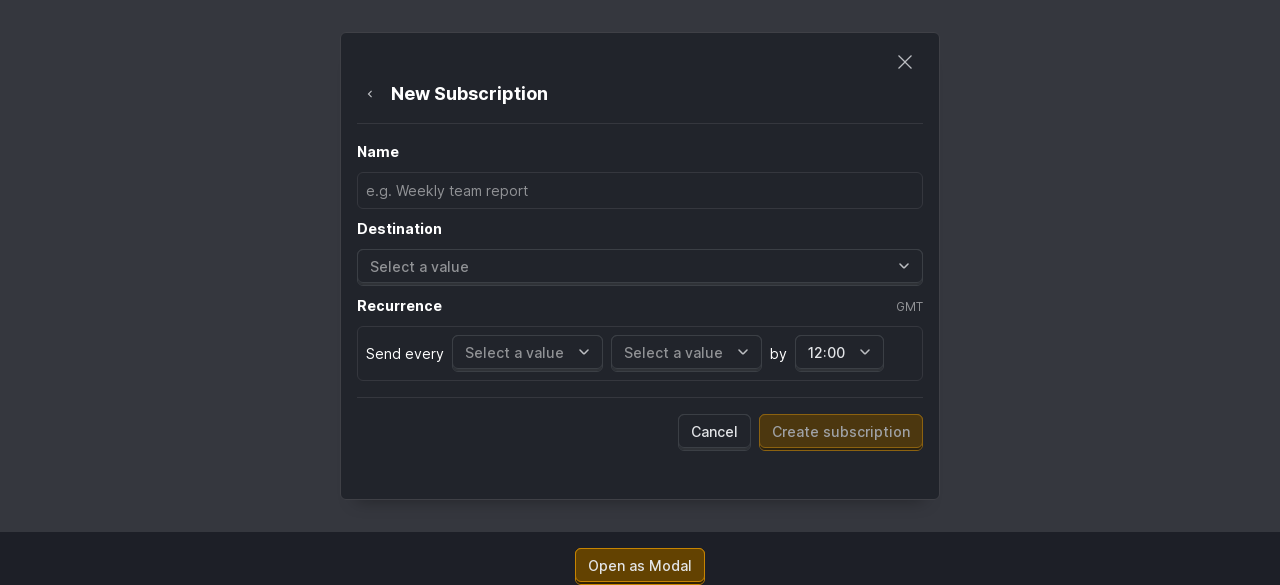 New Subscription
Name
e.g. Weekly team report
Destination
Select a value
Recurrence GMT
Send every Select a value Select a value by 12:00
Cancel Create subscription
Open as Modal